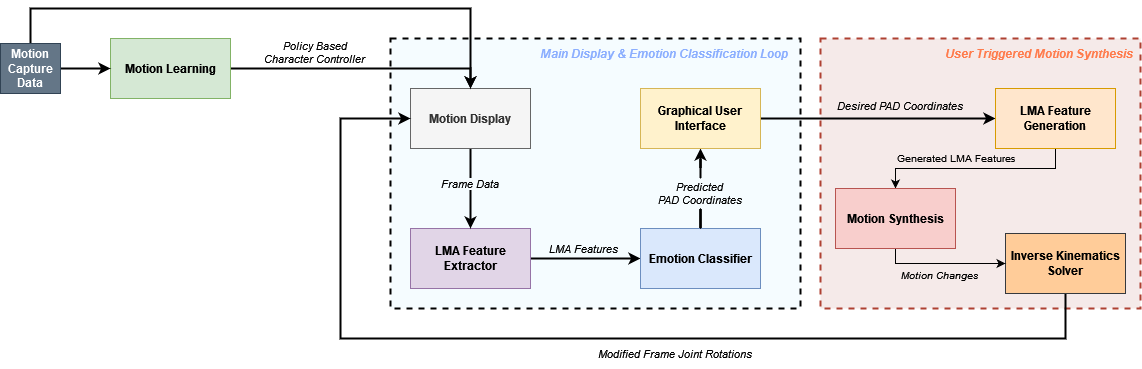 Motion
Capture
Data
Motion Learning
Policy Based
Character Controller
Main Display & Emotion Classification Loop
User Triggered Motion Synthesis
Motion Display
Graphical User
Interface
Desired PAD Coordinates
LMA Feature
Generation
Generated LMA Features
Frame Data
Predicted
PAD Coordinates
Motion Synthesis
LMA Feature
Extractor
LMA Features
Emotion Classifier
Motion Changes
Inverse Kinematics
Solver
Modified Frame Joint Rotations